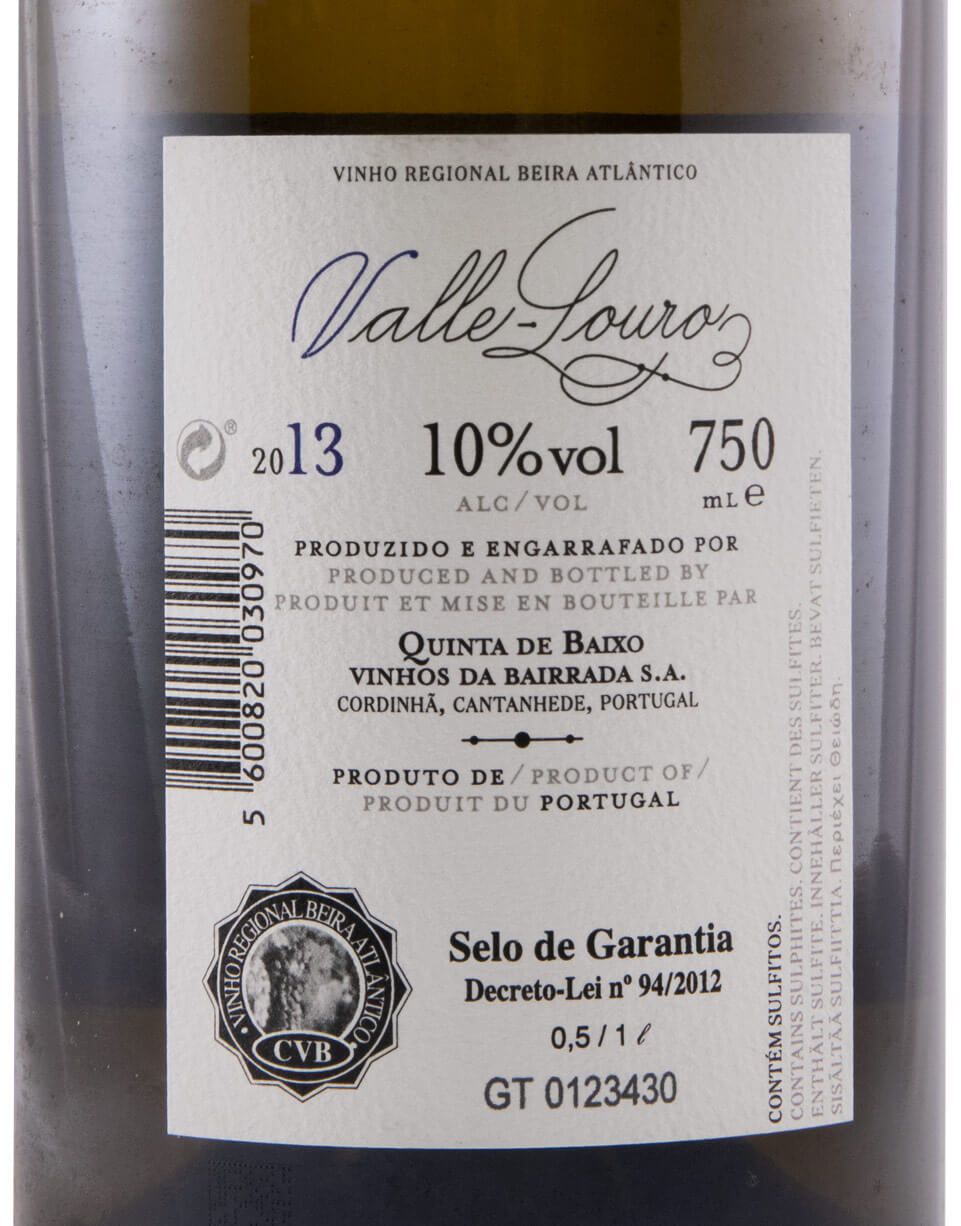 VINHO REGIONAL BEIRA ATLÂNTICO
Valle-Louro
®
2013 10%vol 750
ALC/VOL mL e
PRODUZIDO E ENGARRAFADO POR
PRODUCED AND BOTTLED BY
PRODUIT ET MISE EN BOUTEILLE PAR
QUINTA DE BAIXO
VINHOS DA BAIRRADA S.A.
CORDINHÃ, CANTANHEDE, PORTUGAL
PRODUTO DE / PRODUCT OF /
PRODUIT DU PORTUGAL
5 600820 030970
VINHO REGIONAL BEIRA ATLÂNTICO
CVB
Selo de Garantia
Decreto-Lei nº 94/2012
0,5 / 1 ℓ
GT 0123430
CONTÉM SULFITOS.
CONTAINS SULPHITES. CONTIENT DES SULFITES.
ENTHÄLT SULFITE. INNEHÅLLER SULFITER. BEVAT SULFIETEN.
SISÄLTÄÄ SULFIITTIA. Περιέχει Θειώδη.